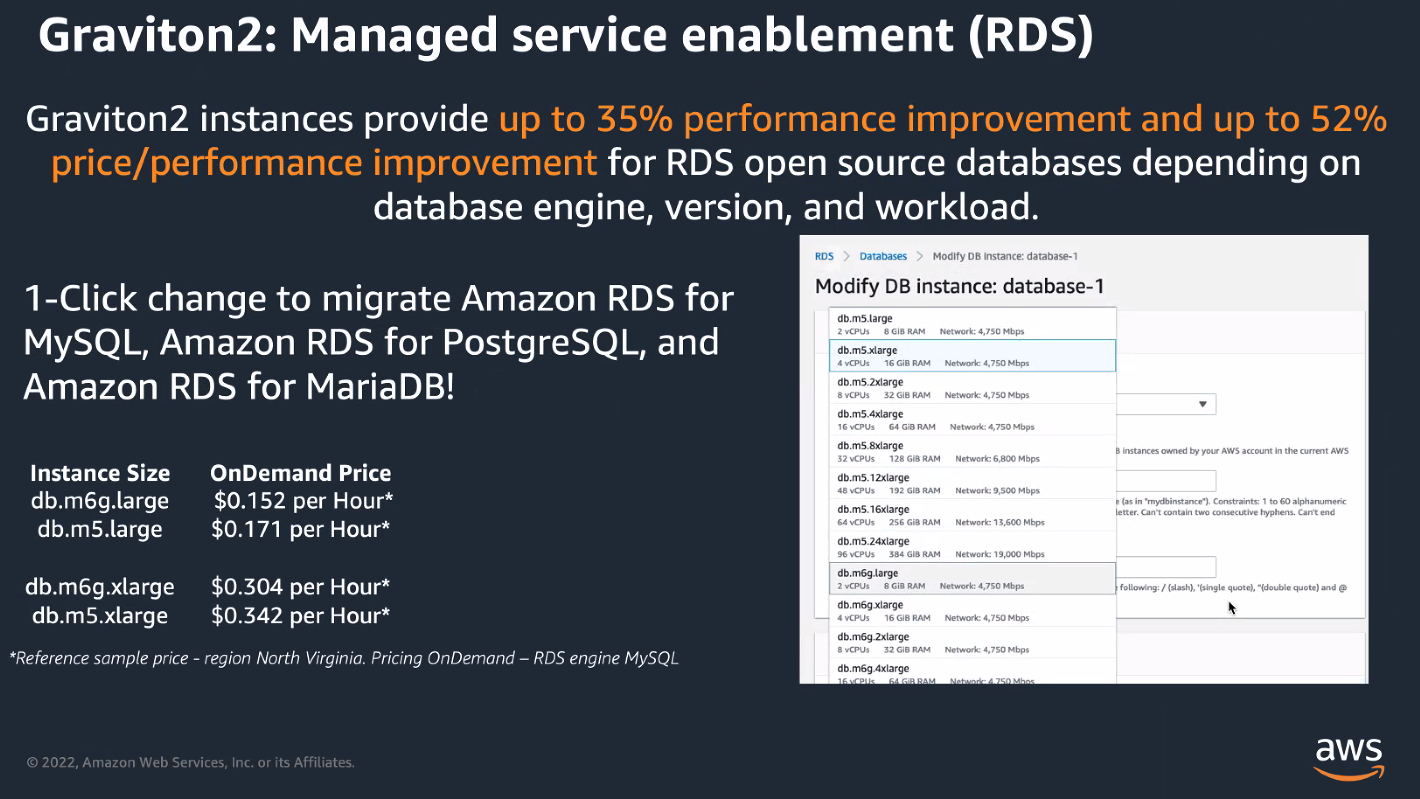 Graviton2: Managed service enablement (RDS)
Graviton2 instances provide up to 35% performance improvement and up to 52%
price/performance improvement for RDS open source databases depending on
database engine, version, and workload.
1-Click change to migrate Amazon RDS for
MySQL, Amazon RDS for PostgreSQL, and
Amazon RDS for MariaDB!
Instance Size OnDemand Price
db.m6g.large $0.152 per Hour*
db.m5.large $0.171 per Hour*
db.m6g.xlarge $0.304 per Hour*
db.m5.xlarge $0.342 per Hour*
*Reference sample price - region North Virginia. Pricing OnDemand – RDS engine MySQL
RDS > Databases > Modify DB instance: database-1
Modify DB instance: database-1
db.m5.large
2 vCPUs 8 GiB RAM Network: 4,750 Mbps
db.m5.xlarge
4 vCPUs 16 GiB RAM Network: 4,750 Mbps
db.m5.2xlarge
8 vCPUs 32 GiB RAM Network: 4,750 Mbps
db.m5.4xlarge
16 vCPUs 64 GiB RAM Network: 4,750 Mbps
db.m5.8xlarge
32 vCPUs 128 GiB RAM Network: 6,800 Mbps
db.m5.12xlarge
48 vCPUs 192 GiB RAM Network: 9,500 Mbps
db.m5.16xlarge
64 vCPUs 256 GiB RAM Network: 13,600 Mbps
db.m5.24xlarge
96 vCPUs 384 GiB RAM Network: 19,000 Mbps
db.m6g.large
2 vCPUs 8 GiB RAM Network: 4,750 Mbps
db.m6g.xlarge
4 vCPUs 16 GiB RAM Network: 4,750 Mbps
db.m6g.2xlarge
8 vCPUs 32 GiB RAM Network: 4,750 Mbps
db.m6g.4xlarge
16 vCPUs 64 GiB RAM Network: 4,750 Mbps
B instances owned by your AWS account in the current AWS
(as in "mydbinstance"). Constraints: 1 to 60 alphanumeric
letter. Can't contain two consecutive hyphens. Can't end
following: / (slash), '(single quote), "(double quote) and @
© 2022, Amazon Web Services, Inc. or its Affiliates.
aws